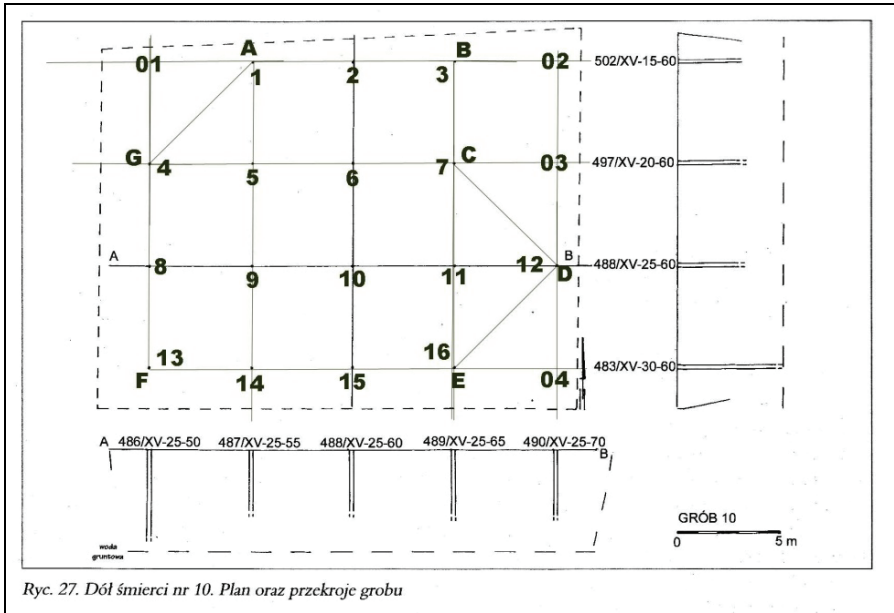 A B
01 1 2 3 02 502/XV-15-60
G C
4 5 6 7 03 497/XV-20-60
A B
8 9 10 11 12 D 488/XV-25-60
13 16
F 14 15 E 04 483/XV-30-60
A 486/XV-25-50 487/XV-25-55 488/XV-25-60 489/XV-25-65 490/XV-25-70 B
GRÓB 10
0 5 m
woda
gruntowa
Ryc. 27. Dół śmierci nr 10. Plan oraz przekroje grobu